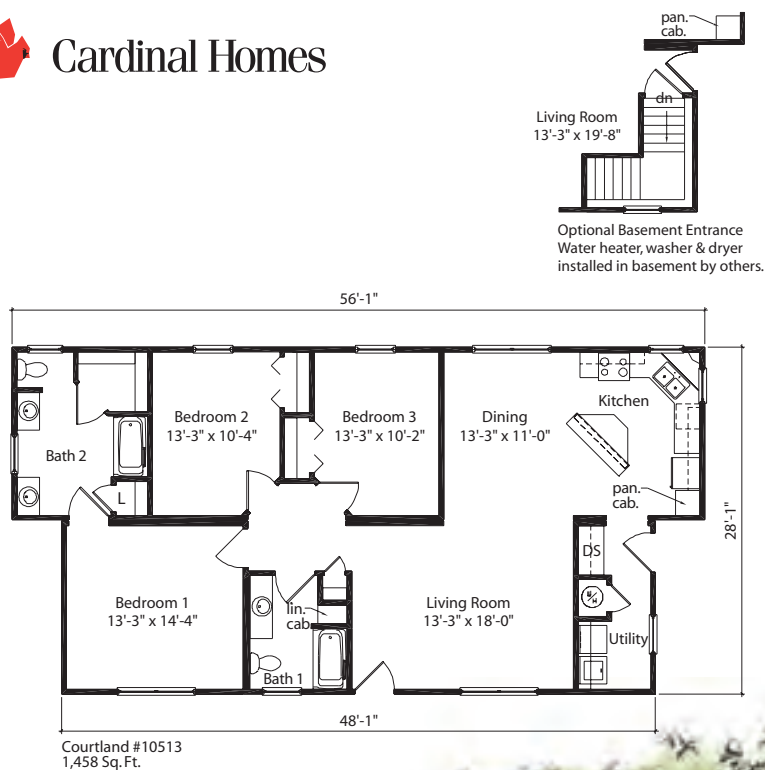 Cardinal Homes
pan.
cab.
dn
Living Room
13'-3" x 19'-8"
Optional Basement Entrance
Water heater, washer & dryer
installed in basement by others.
56'-1"
Bedroom 2
13'-3" x 10'-4"
Bedroom 3
13'-3" x 10'-2"
Dining
13'-3" x 11'-0"
Kitchen
Bath 2
L
pan.
cab.
28'-1"
DS
W/H
Bedroom 1
13'-3" x 14'-4"
lin.
cab.
Living Room
13'-3" x 18'-0"
Utility
Bath 1
48'-1"
Courtland #10513
1,458 Sq. Ft.